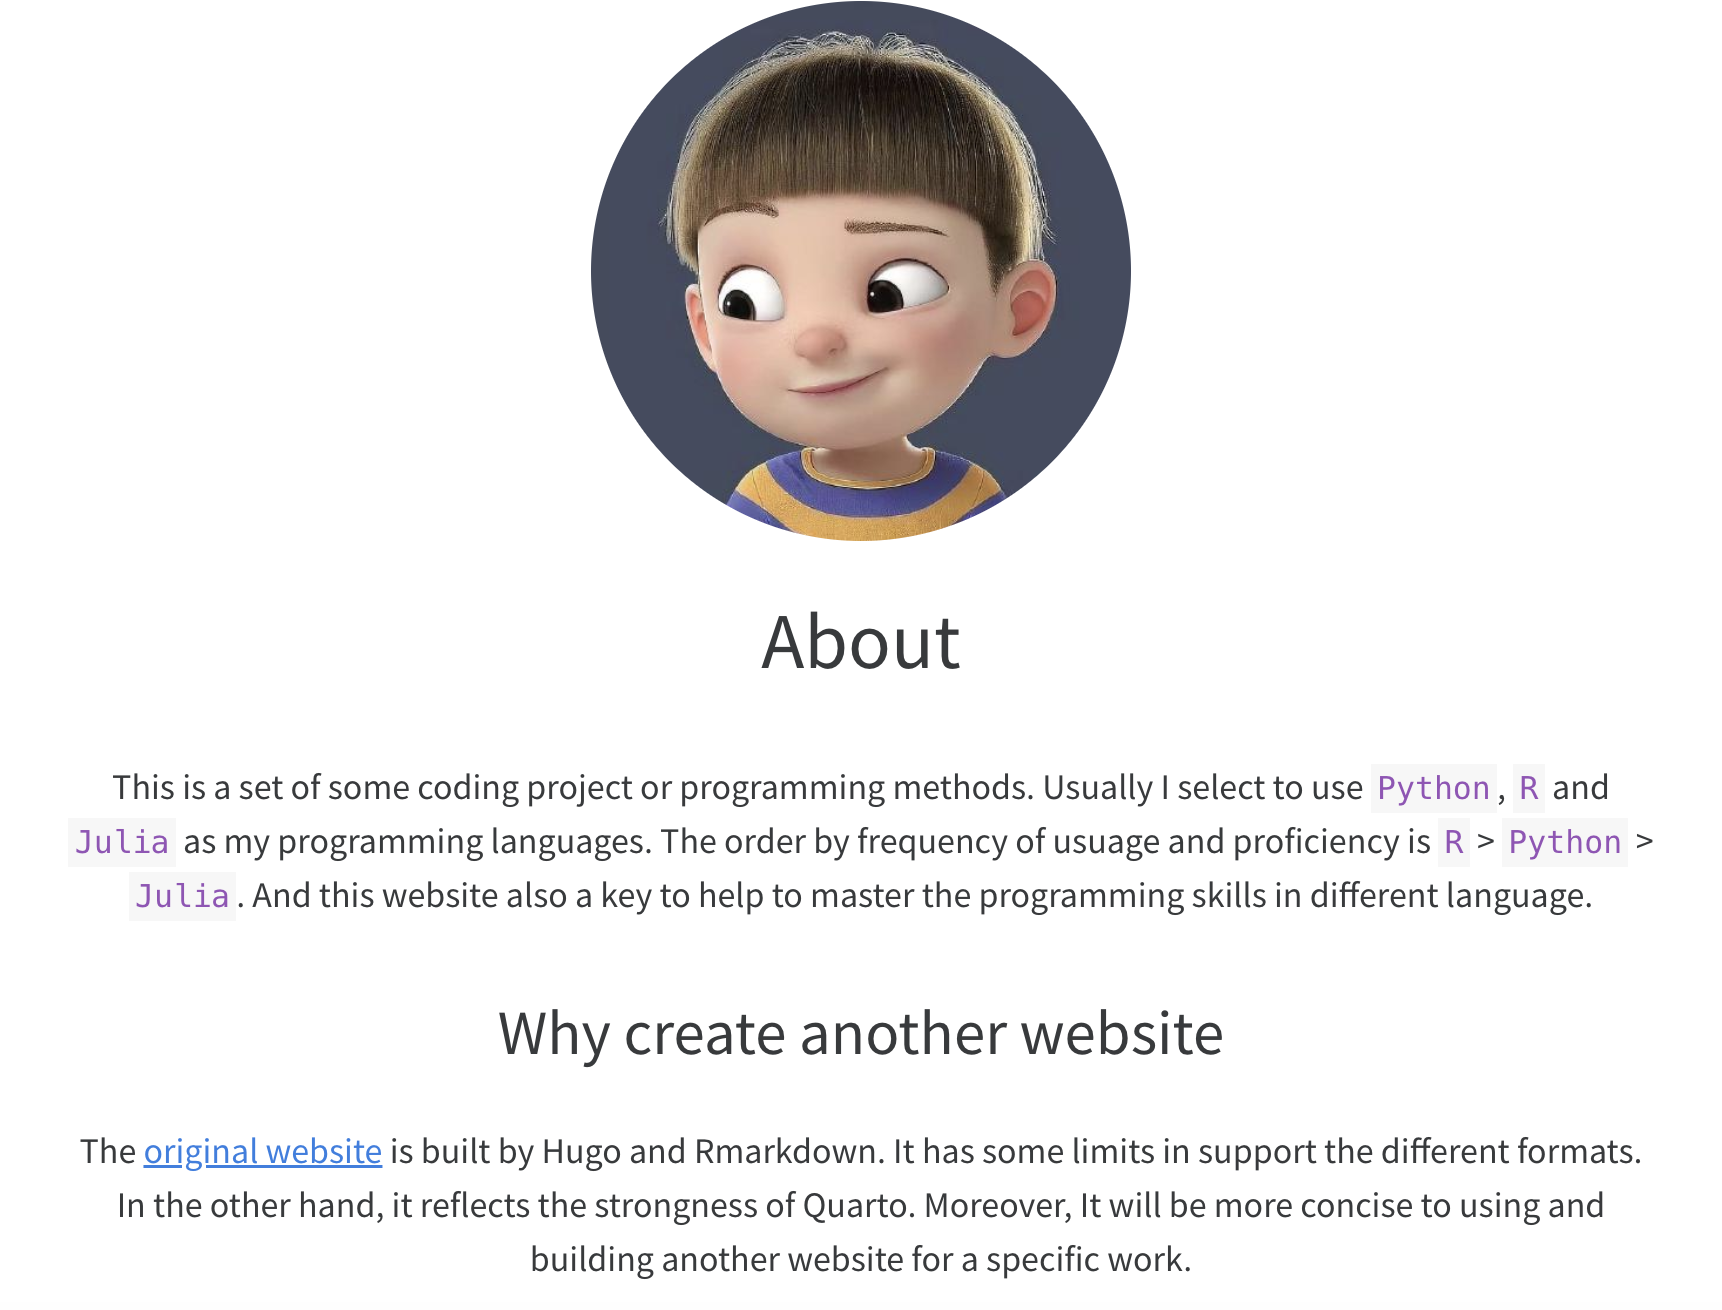 About
This is a set of some coding project or programming methods. Usually I select to use Python, R and
Julia as my programming languages. The order by frequency of usuage and proficiency is R > Python >
Julia. And this website also a key to help to master the programming skills in different language.
Why create another website
The original website is built by Hugo and Rmarkdown. It has some limits in support the different formats.
In the other hand, it reflects the strongness of Quarto. Moreover, It will be more concise to using and
building another website for a specific work.